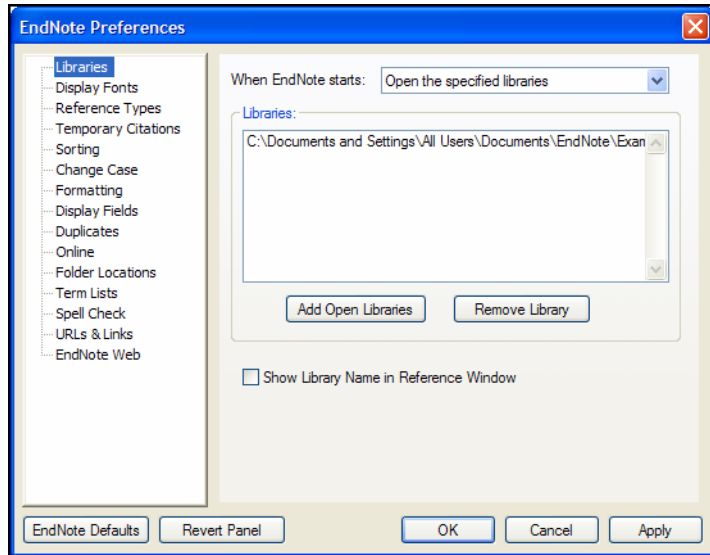 EndNote Preferences
Libraries
Display Fonts
Reference Types
Temporary Citations
Sorting
Change Case
Formatting
Display Fields
Duplicates
Online
Folder Locations
Term Lists
Spell Check
URLs & Links
EndNote Web
When EndNote starts: Open the specified libraries
Libraries:
C:\Documents and Settings\All Users\Documents\EndNote\Exam
Add Open Libraries Remove Library
Show Library Name in Reference Window
EndNote Defaults Revert Panel OK Cancel Apply